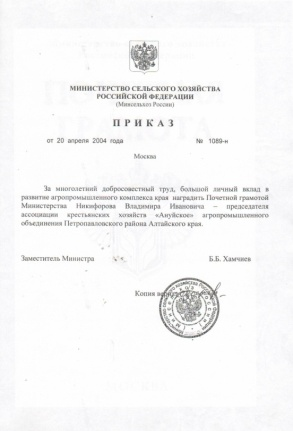 МИНИСТЕРСТВО СЕЛЬСКОГО ХОЗЯЙСТВА
РОССИЙСКОЙ ФЕДЕРАЦИИ
(Минсельхоз России)
ПРИКАЗ
от 20 апреля 2004 года № 1089-н
Москва
За многолетний добросовестный труд, большой личный вклад в
развитие агропромышленного комплекса края наградить Почетной грамотой
Министерства Никифорова Владимира Ивановича – председателя
ассоциации крестьянских хозяйств «Ануйское» агропромышленного
объединения Петропавловского района Алтайского края.
Заместитель Министра Б.Б. Хамчиев
Копия верна